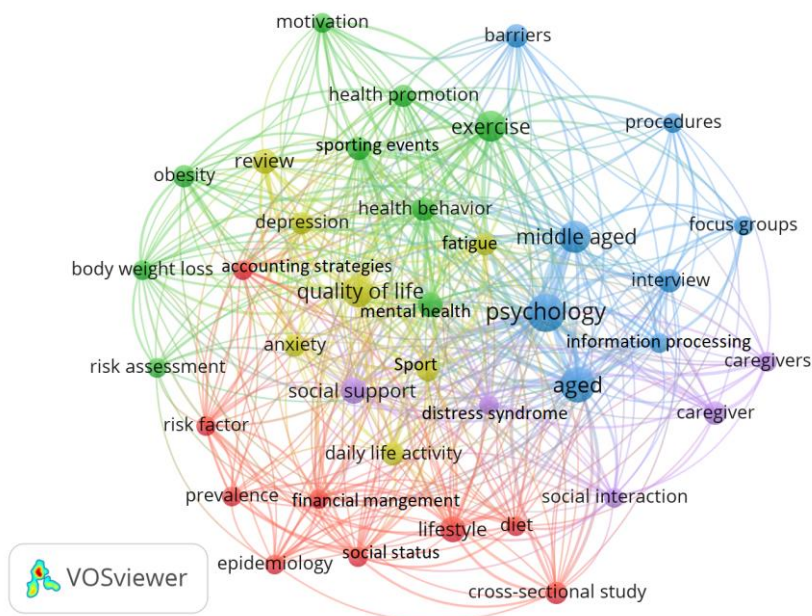 motivation
barriers
health promotion
procedures
exercise
sporting events
review
obesity
health behavior
depression
focus groups
middle aged
fatigue
body weight loss
accounting strategies
interview
quality of life
mental health
psychology
information processing
anxiety
caregivers
risk assessment
Sport
social support
aged
distress syndrome
caregiver
risk factor
daily life activity
prevalence
financial mangement
social interaction
lifestyle
diet
social status
epidemiology
cross-sectional study
VOSviewer